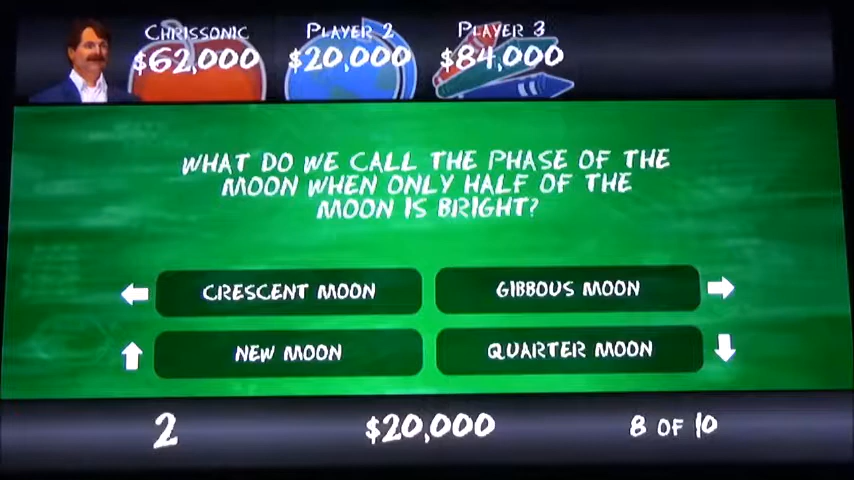 CHRISSONIC PLAYER 2 PLAYER 3
$62,000 $20,000 $84,000
WHAT DO WE CALL THE PHASE OF THE
MOON WHEN ONLY HALF OF THE
MOON IS BRIGHT?
CRESCENT MOON GIBBOUS MOON
NEW MOON QUARTER MOON
2 $20,000 8 OF 10